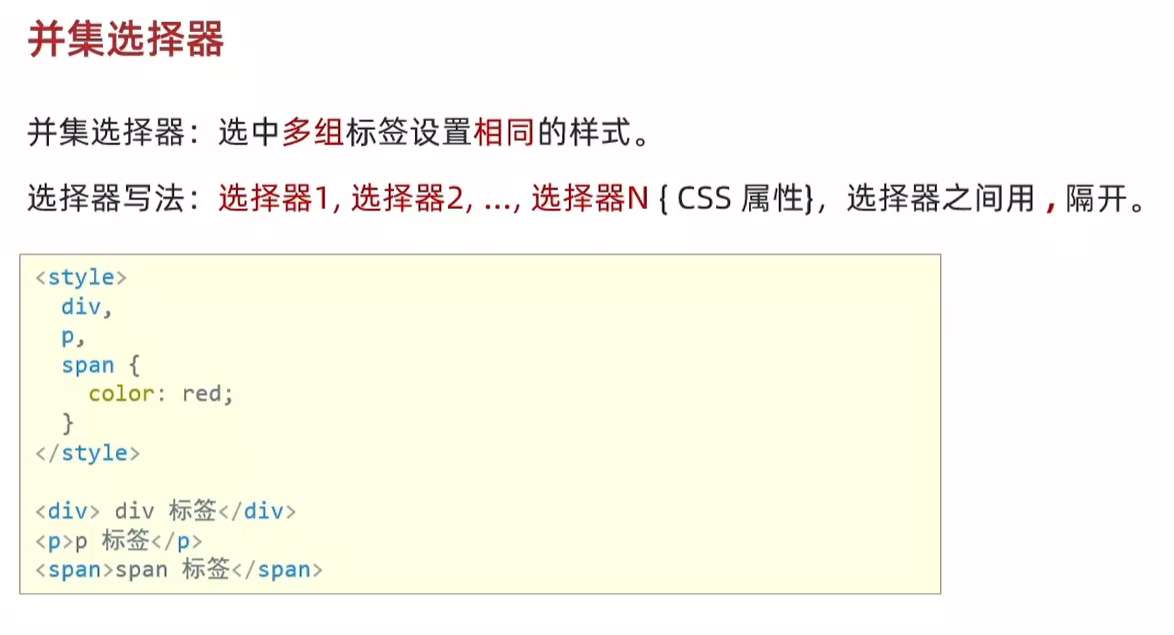 并集选择器
并集选择器：选中多组标签设置相同的样式。
选择器写法：选择器1, 选择器2, …, 选择器N { CSS 属性}，选择器之间用 , 隔开。
<style>
  div,
  p,
  span {
    color: red;
  }
</style>

<div> div 标签</div>
<p>p 标签</p>
<span>span 标签</span>